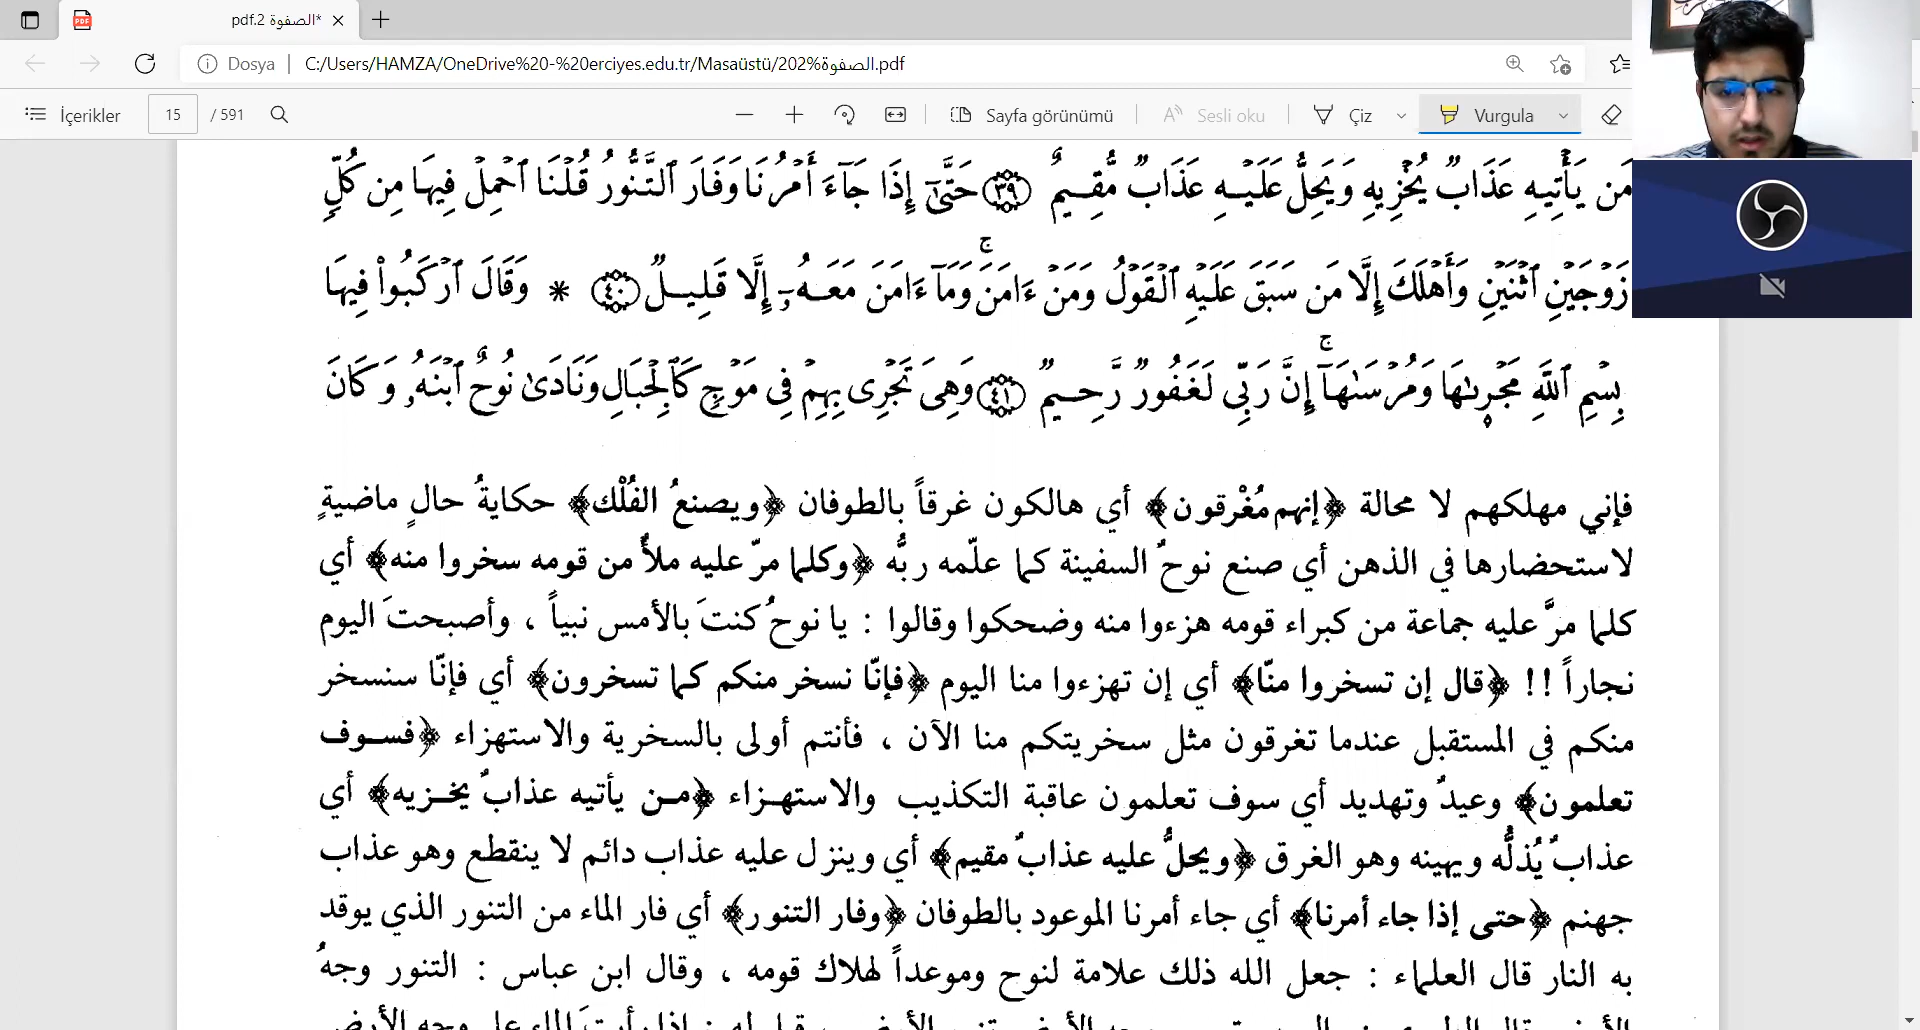 *الصفوة 2.pdf
Dosya
C:/Users/HAMZA/OneDrive%20-%20erciyes.edu.tr/Masaüstü/202%الصفوة.pdf
İçerikler
15
/ 591
Sayfa görünümü
Sesli oku
Çiz
Vurgula
مَن يَأْتِيهِ عَذَابٌ يُخْزِيهِ وَيَحِلُّ عَلَيْهِ عَذَابٌ مُّقِيمٌ ﴿٣٩﴾ حَتَّىٰٓ إِذَا جَآءَ أَمْرُنَا وَفَارَ ٱلتَّنُّورُ قُلْنَا ٱحْمِلْ فِيهَا مِن كُلٍّ
زَوْجَيْنِ ٱثْنَيْنِ وَأَهْلَكَ إِلَّا مَن سَبَقَ عَلَيْهِ ٱلْقَوْلُ وَمَنْ ءَامَنَ ۚ وَمَآ ءَامَنَ مَعَهُۥٓ إِلَّا قَلِيلٌ ﴿٤٠﴾ * وَقَالَ ٱرْكَبُوا۟ فِيهَا
بِسْمِ ٱللَّهِ مَجْر۪ىٰهَا وَمُرْسَىٰهَآ ۚ إِنَّ رَبِّى لَغَفُورٌ رَّحِيمٌ ﴿٤١﴾ وَهِىَ تَجْرِى بِهِمْ فِى مَوْجٍ كَٱلْجِبَالِ وَنَادَىٰ نُوحٌ ٱبْنَهُۥ وَكَانَ
فإني مهلكهم لا محالة ﴿إنهم مُغْرقون﴾ أي هالكون غرقاً بالطوفان ﴿ويصنعُ الفُلْك﴾ حكايةُ حالٍ ماضيةٍ
لاستحضارها في الذهن أي صنع نوحٌ السفينة كما علّمه ربُّه ﴿وكلما مرّ عليه ملأٌ من قومه سخروا منه﴾ أي
كلما مرَّ عليه جماعة من كبراء قومه هزءوا منه وضحكوا وقالوا : يا نوحُ كنتَ بالأمس نبياً ، وأصبحتَ اليوم
نجاراً !! ﴿قال إن تسخروا منّا﴾ أي إن تهزءوا منا اليوم ﴿فإنّا نسخر منكم كما تسخرون﴾ أي فإنّا سنسخر
منكم في المستقبل عندما تغرقون مثل سخريتكم منا الآن ، فأنتم أولى بالسخرية والاستهزاء ﴿فسوف
تعلمون﴾ وعيدٌ وتهديد أي سوف تعلمون عاقبة التكذيب والاستهزاء ﴿من يأتيه عذابٌ يخزيه﴾ أي
عذابٌ يُذلُّه ويهينه وهو الغرق ﴿ويحلُّ عليه عذابٌ مقيم﴾ أي وينزل عليه عذاب دائم لا ينقطع وهو عذاب
جهنم ﴿حتى إذا جاء أمرنا﴾ أي جاء أمرنا الموعود بالطوفان ﴿وفار التنور﴾ أي فار الماء من التنور الذي يوقد
به النار قال العلماء : جعل الله ذلك علامة لنوح وموعداً لهلاك قومه ، وقال ابن عباس : التنور وجهُ